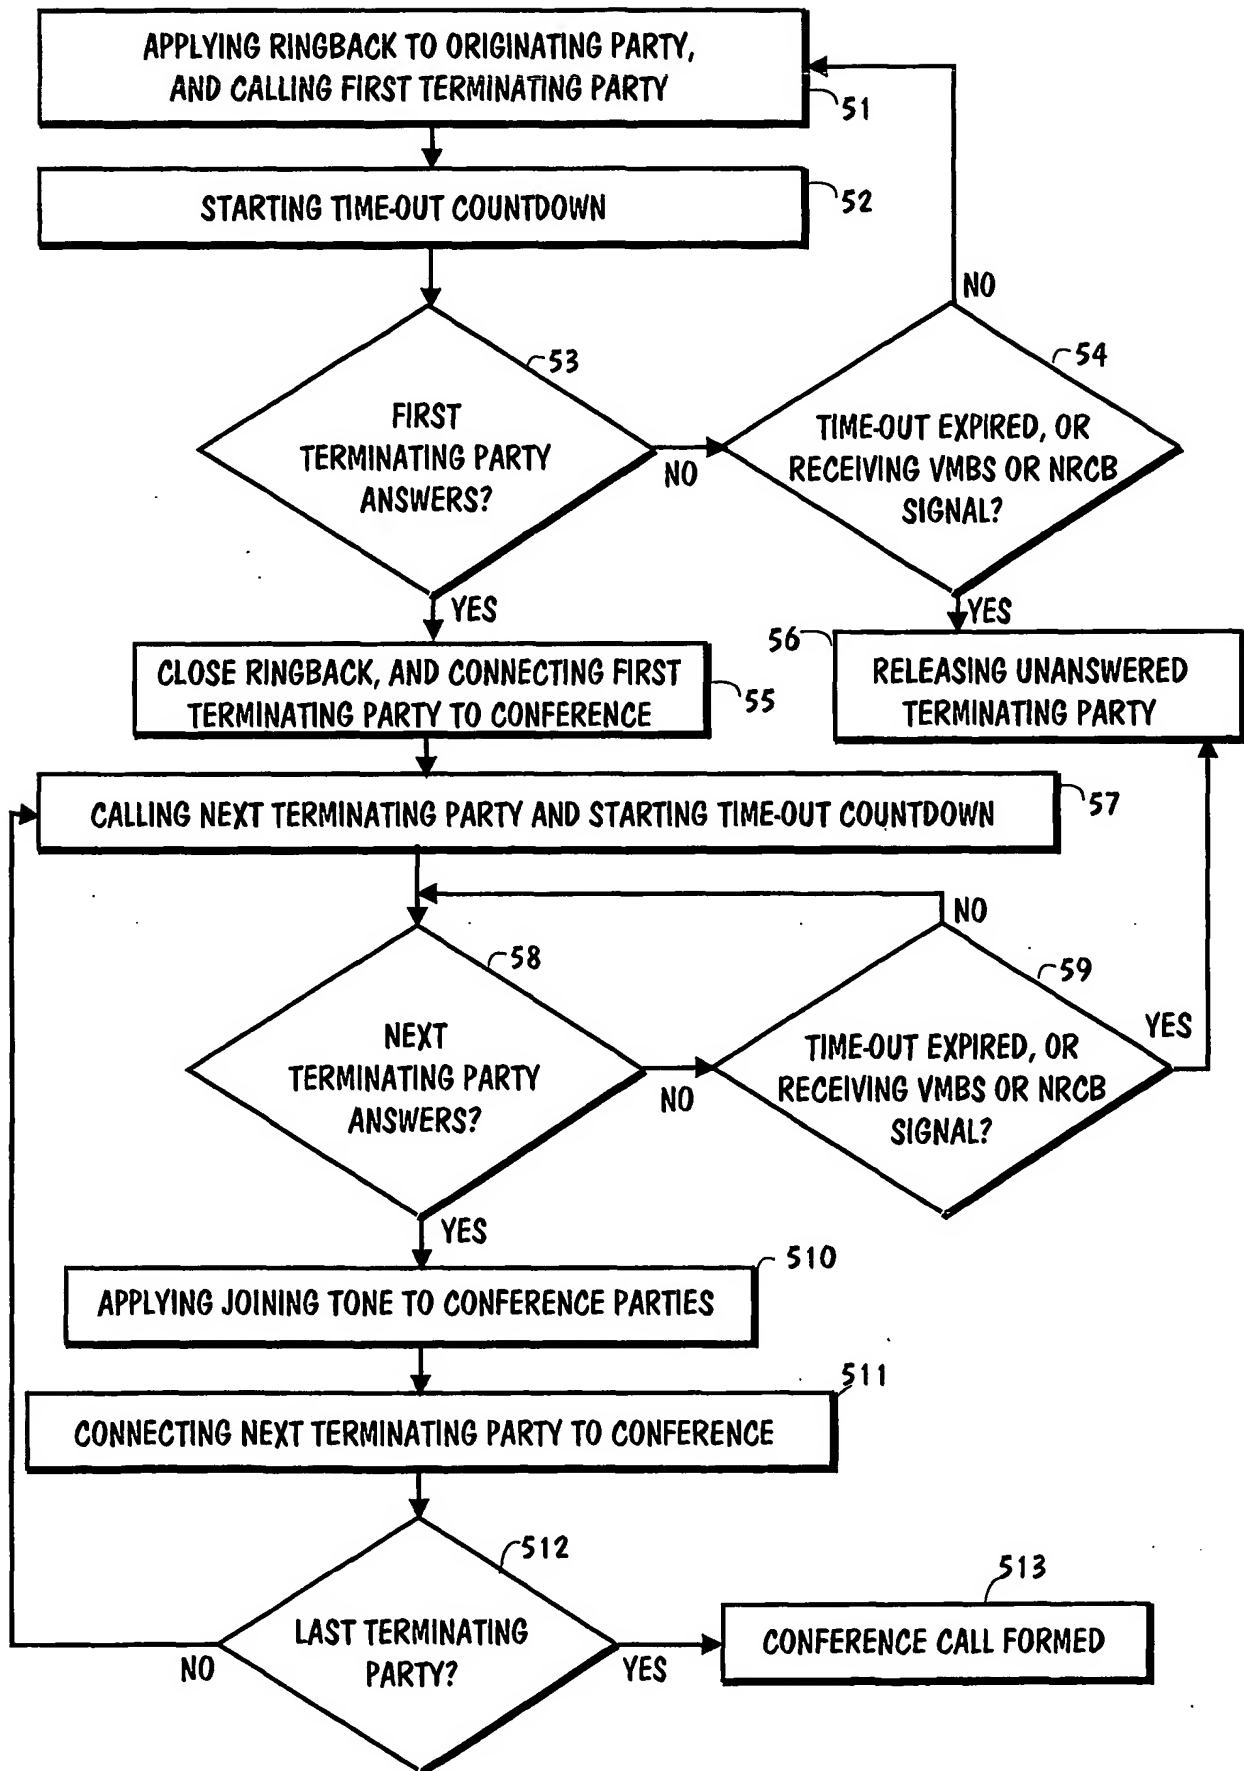 APPLYING RINGBACK TO ORIGINATING PARTY,
AND CALLING FIRST TERMINATING PARTY
51
STARTING TIME-OUT COUNTDOWN
52
NO
53
54
FIRST
TERMINATING PARTY
ANSWERS?
NO
TIME-OUT EXPIRED, OR
RECEIVING VMBS OR NRCB
SIGNAL?
YES
YES
56
CLOSE RINGBACK, AND CONNECTING FIRST
TERMINATING PARTY TO CONFERENCE
55
RELEASING UNANSWERED
TERMINATING PARTY
CALLING NEXT TERMINATING PARTY AND STARTING TIME-OUT COUNTDOWN
57
NO
58
59
NEXT
TERMINATING PARTY
ANSWERS?
NO
TIME-OUT EXPIRED, OR
RECEIVING VMBS OR NRCB
SIGNAL?
YES
YES
510
APPLYING JOINING TONE TO CONFERENCE PARTIES
511
CONNECTING NEXT TERMINATING PARTY TO CONFERENCE
512
LAST TERMINATING
PARTY?
NO
YES
513
CONFERENCE CALL FORMED